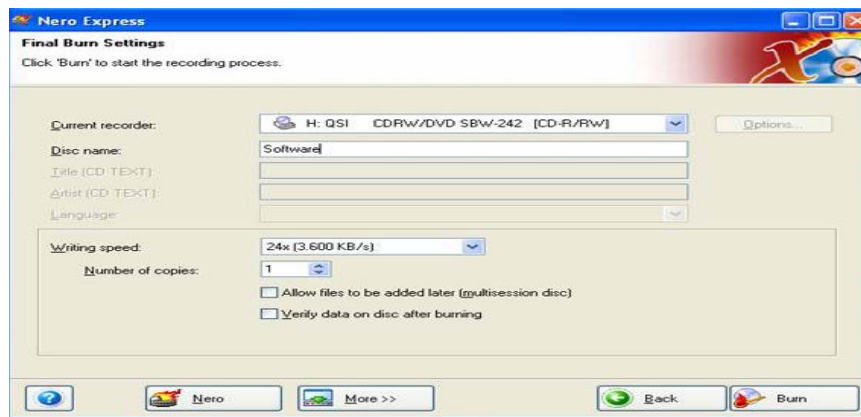 Nero Express
Final Burn Settings
Click 'Burn' to start the recording process.
Current recorder: H: QSI CDRW/DVD SBW-242 [CD-R/RW] Options...
Disc name: Software
Title (CD TEXT):
Artist (CD TEXT):
Language:
Writing speed: 24x (3.600 KB/s)
Number of copies: 1
Allow files to be added later (multisession disc)
Verify data on disc after burning
Nero More >> Back Burn